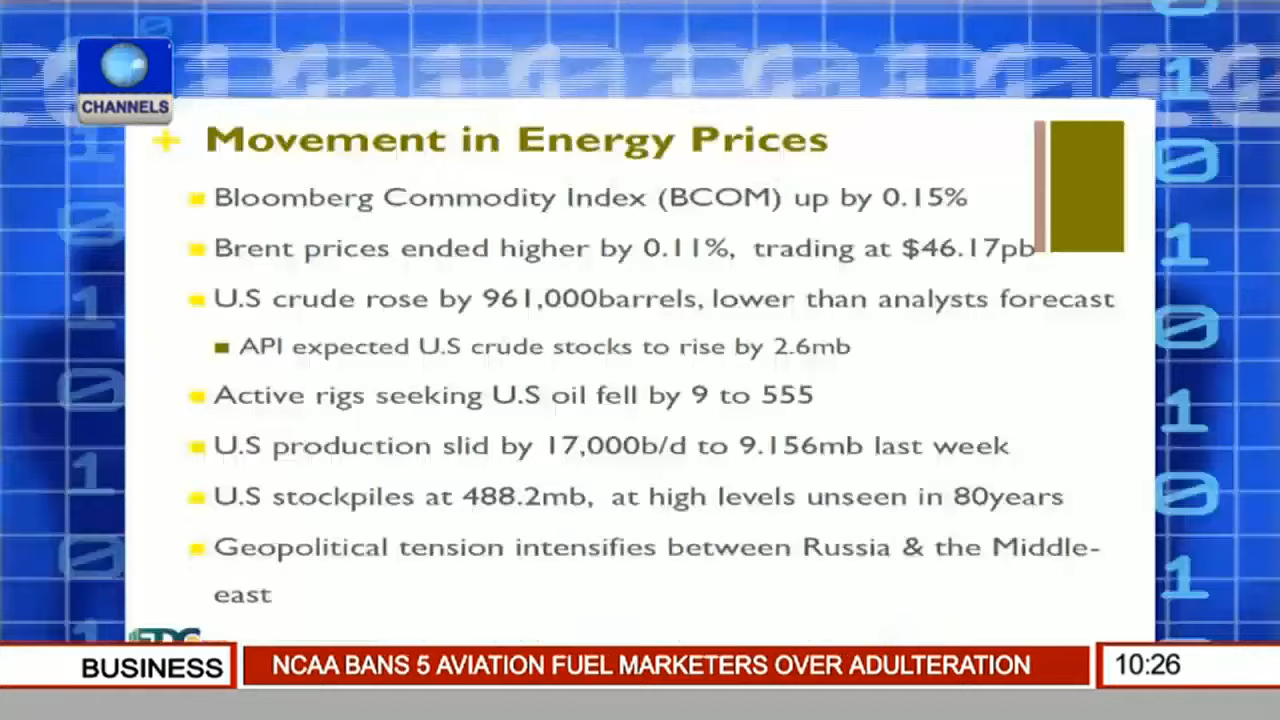 CHANNELS
+ Movement in Energy Prices
Bloomberg Commodity Index (BCOM) up by 0.15%
Brent prices ended higher by 0.11%, trading at $46.17pb
U.S crude rose by 961,000barrels, lower than analysts forecast
API expected U.S crude stocks to rise by 2.6mb
Active rigs seeking U.S oil fell by 9 to 555
U.S production slid by 17,000b/d to 9.156mb last week
U.S stockpiles at 488.2mb, at high levels unseen in 80years
Geopolitical tension intensifies between Russia & the Middle-
east
BUSINESS
NCAA BANS 5 AVIATION FUEL MARKETERS OVER ADULTERATION
10:26